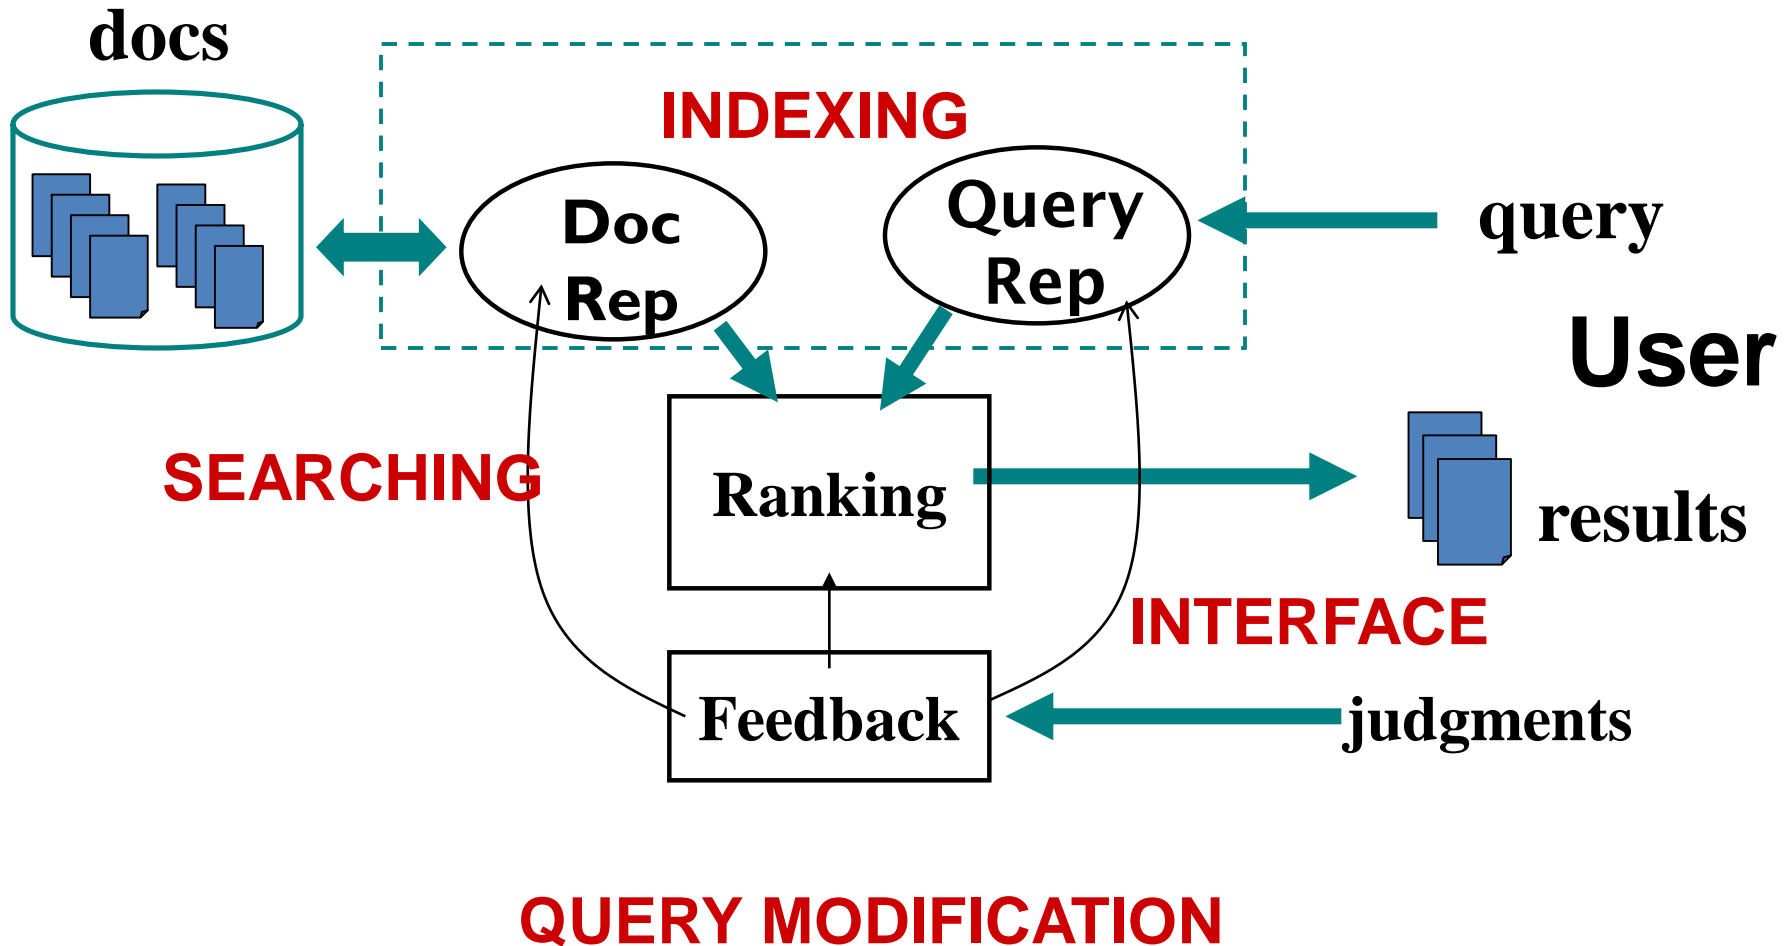 docs
INDEXING
Doc
Rep
Query
Rep
query
User
SEARCHING
Ranking
results
INTERFACE
Feedback
judgments
QUERY MODIFICATION